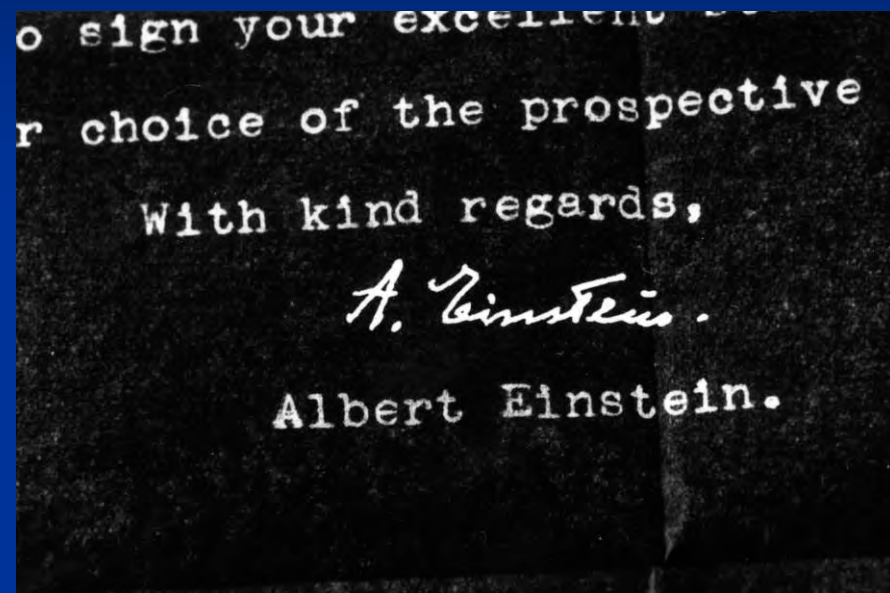 o sign your excellent
r choice of the prospective
With kind regards,
A. Einstein.
Albert Einstein.